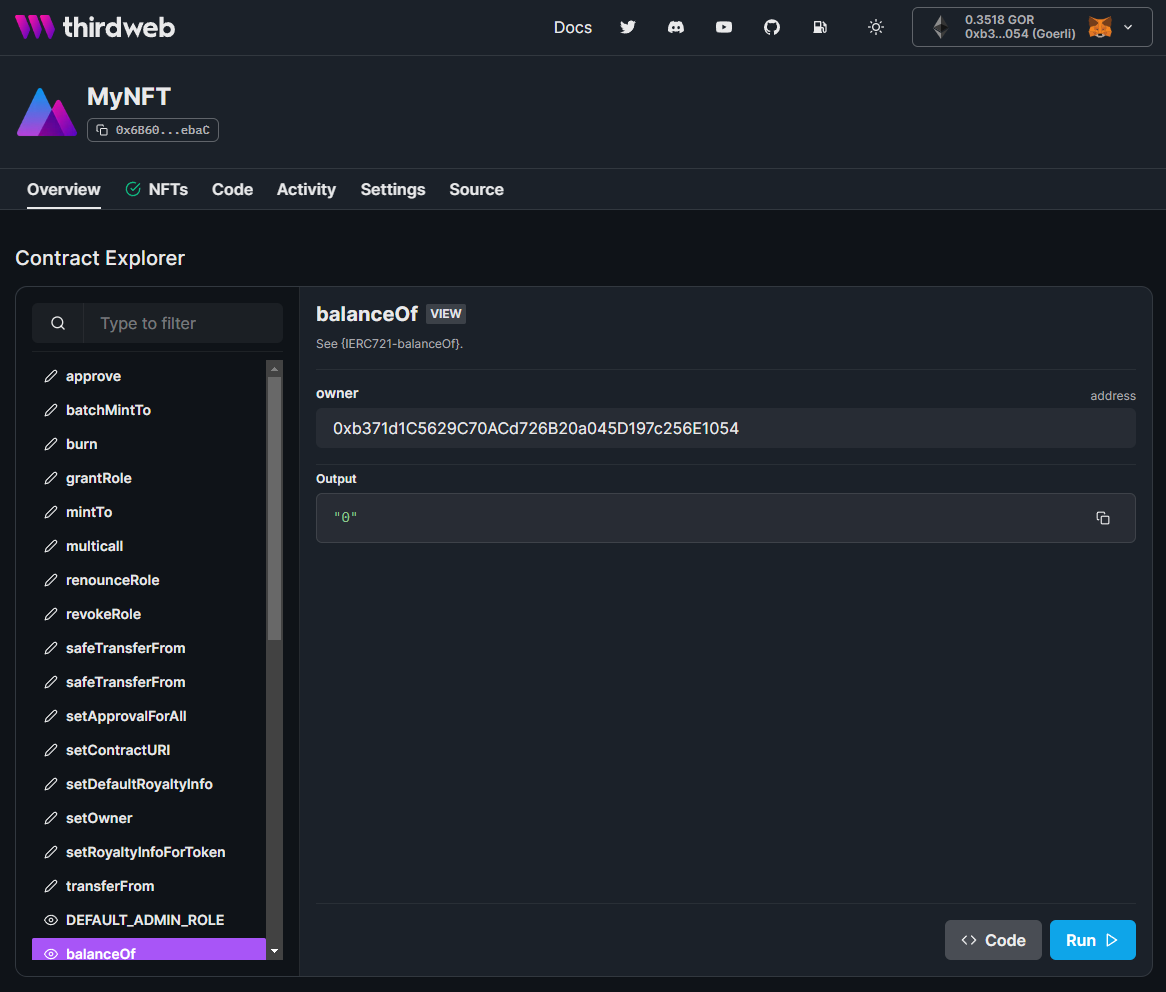 thirdweb
Docs
0.3518 GOR
0xb3...054 (Goerli)
MyNFT
0x6B60...ebaC
Overview NFTs Code Activity Settings Source
Contract Explorer
Type to filter
approve
batchMintTo
burn
grantRole
mintTo
multicall
renounceRole
revokeRole
safeTransferFrom
safeTransferFrom
setApprovalForAll
setContractURI
setDefaultRoyaltyInfo
setOwner
setRoyaltyInfoForToken
transferFrom
DEFAULT_ADMIN_ROLE
balanceOf
balanceOf VIEW
See {IERC721-balanceOf}.
owner address
0xb371d1C5629C70ACd726B20a045D197c256E1054
Output
"0"
Code Run